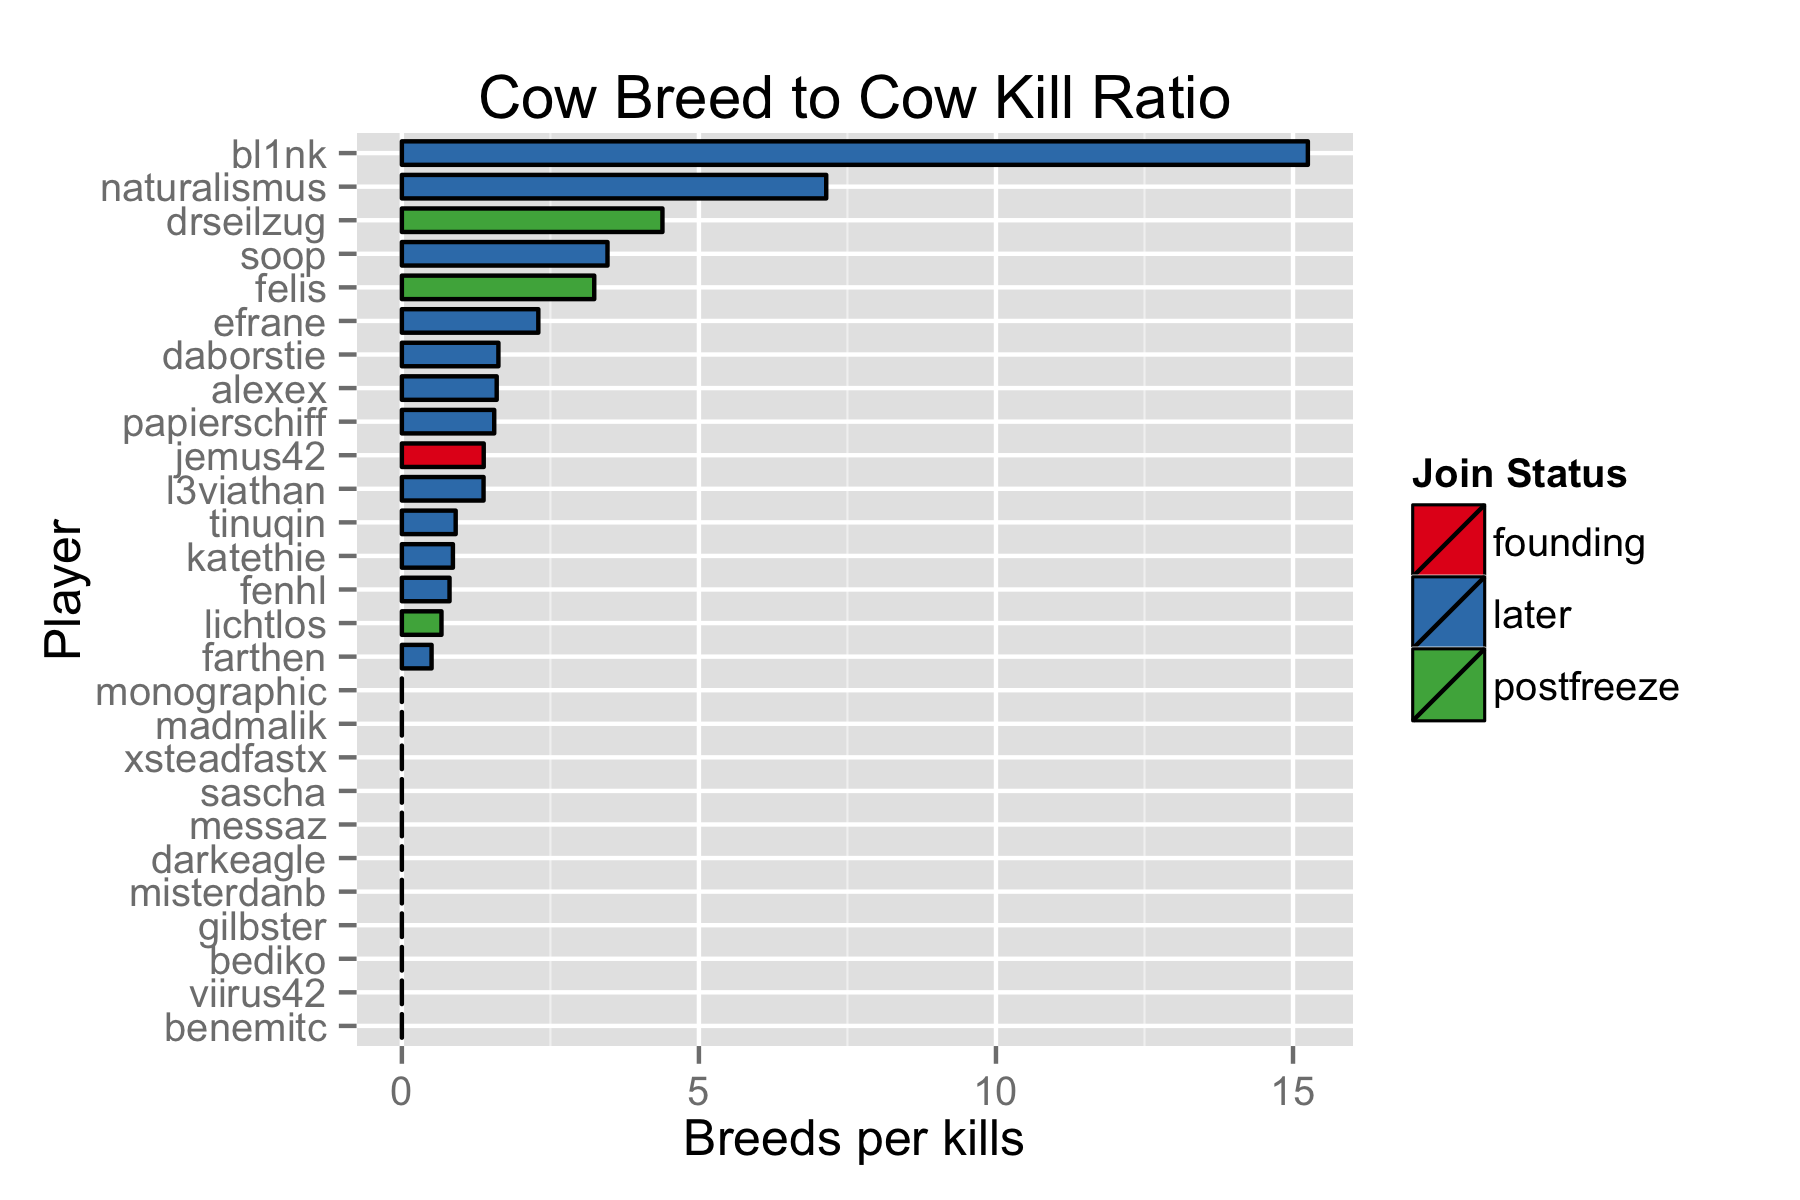 Cow Breed to Cow Kill Ratio
bl1nk
naturalismus
drseilzug
soop
felis
efrane
daborstie
alexex
papierschiff
jemus42
l3viathan
tinuqin
katethie
fenhl
lichtlos
farthen
monographic
madmalik
xsteadfastx
sascha
messaz
darkeagle
misterdanb
gilbster
bediko
viirus42
benemitc
Player
0 5 10 15
Breeds per kills
Join Status
founding
later
postfreeze